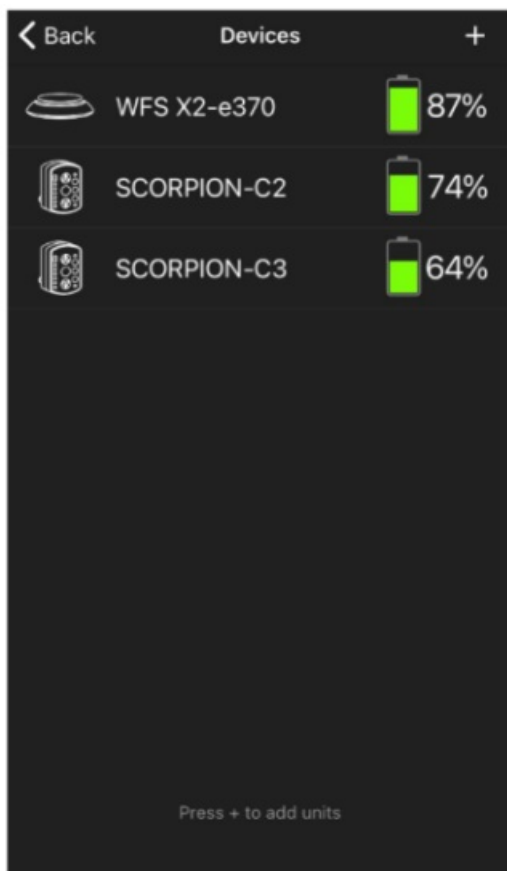 Back Devices +
WFS X2-e370 87%
SCORPION-C2 74%
SCORPION-C3 64%
Press + to add units